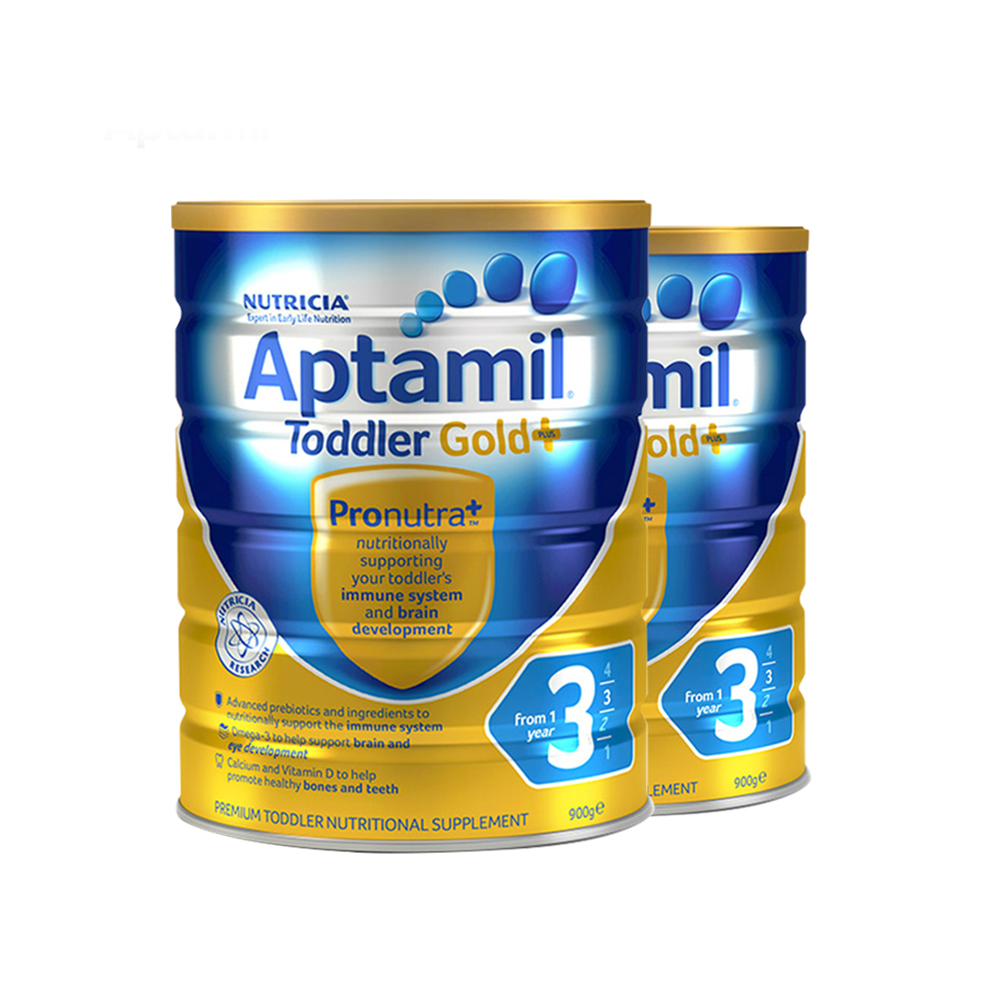 NUTRICIA®
Expert in Early Life Nutrition
Aptamil®
Toddler Gold+ PLUS
Pronutra+™
nutritionally
supporting
your toddler's
immune system
and brain
development
NUTRICIA
RESEARCH
Advanced prebiotics and ingredients to
nutritionally support the immune system
Omega-3 to help support brain and
eye development
Calcium and Vitamin D to help
promote healthy bones and teeth
From 1
year
3
4
3
2
1
PREMIUM TODDLER NUTRITIONAL SUPPLEMENT
900g℮
mil®
old+ PLUS
+
From 1
year
3
4
3
2
1
LEMENT
900g℮